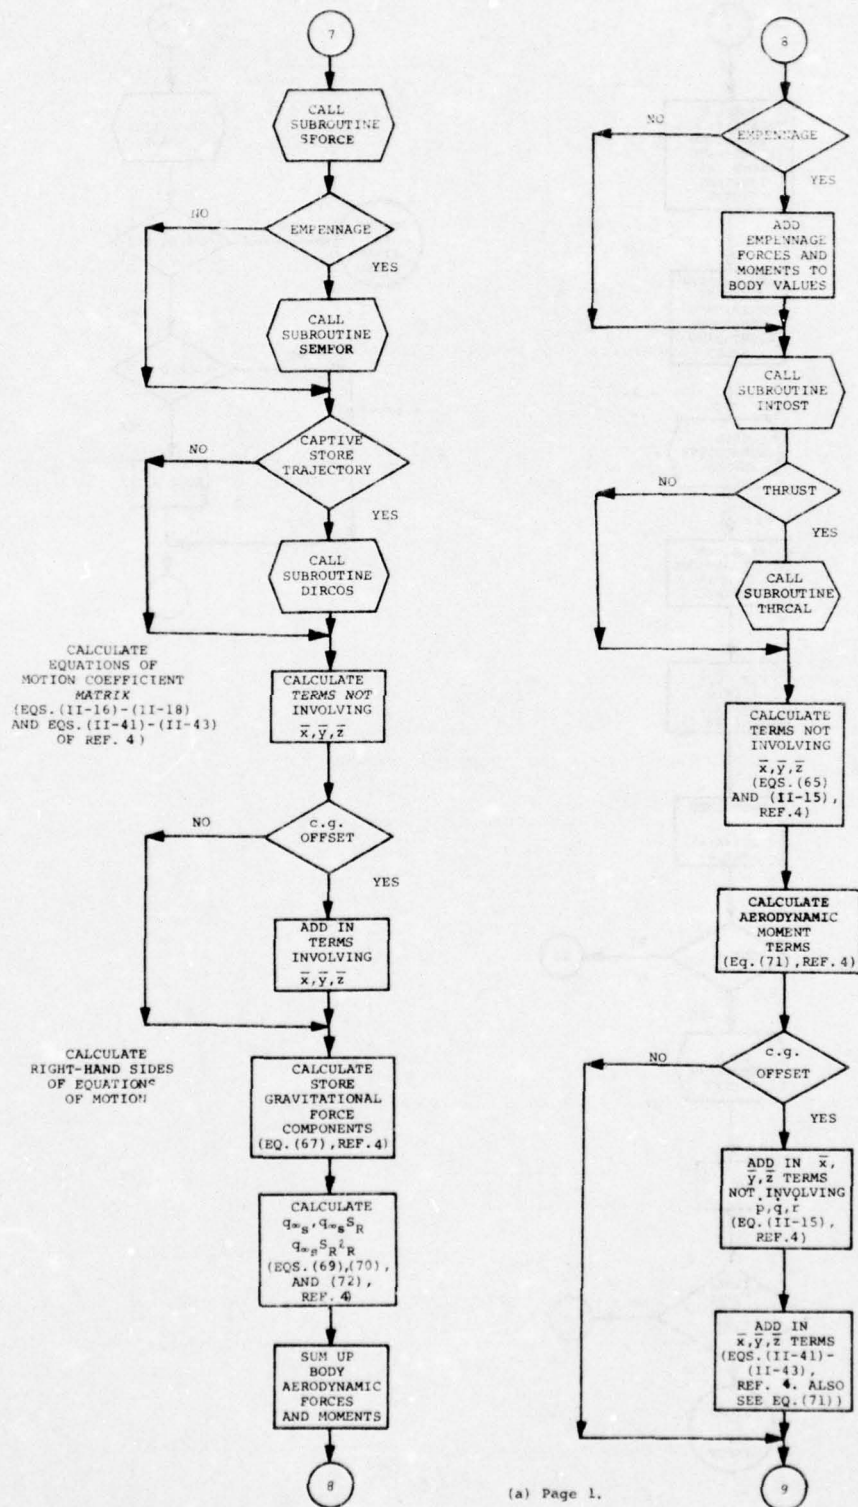 7
CALL
SUBROUTINE
SFORCE
NO
EMPENNAGE
YES
CALL
SUBROUTINE
SEMFOR
CAPTIVE
STORE
TRAJECTORY
NO
YES
CALL
SUBROUTINE
DIRCOS
CALCULATE
EQUATIONS OF
MOTION COEFFICIENT
MATRIX
(EQS.(II-16)-(II-18)
AND EQS.(II-41)-(II-43)
OF REF. 4)
CALCULATE
TERMS NOT
INVOLVING
x̄,ȳ,z̄
c.g.
OFFSET
NO
YES
ADD IN
TERMS
INVOLVING
x̄,ȳ,z̄
CALCULATE
RIGHT-HAND SIDES
OF EQUATIONS
OF MOTION
CALCULATE
STORE
GRAVITATIONAL
FORCE
COMPONENTS
(EQ.(67),REF.4)
CALCULATE
q∞s,q∞sSR
q∞sSRlR
(EQS.(69),(70),
AND (72),
REF.4)
SUM UP
BODY
AERODYNAMIC
FORCES
AND MOMENTS
8
8
NO
EMPENNAGE
YES
ADD
EMPENNAGE
FORCES AND
MOMENTS TO
BODY VALUES
CALL
SUBROUTINE
INTOST
NO
THRUST
YES
CALL
SUBROUTINE
THRCAL
CALCULATE
TERMS NOT
INVOLVING
x̄,ȳ,z̄
(EQS.(65)
AND (II-15),
REF.4)
CALCULATE
AERODYNAMIC
MOMENT
TERMS
(Eq.(71),REF.4)
NO
c.g.
OFFSET
YES
ADD IN x̄,
ȳ,z̄ TERMS
NOT INVOLVING
ṗ,q̇,ṙ
(EQ.(II-15),
REF.4)
ADD IN
x̄,ȳ,z̄ TERMS
(EQS.(II-41)-
(II-43),
REF. 4. ALSO
SEE EQ.(71))
9
(a) Page 1.